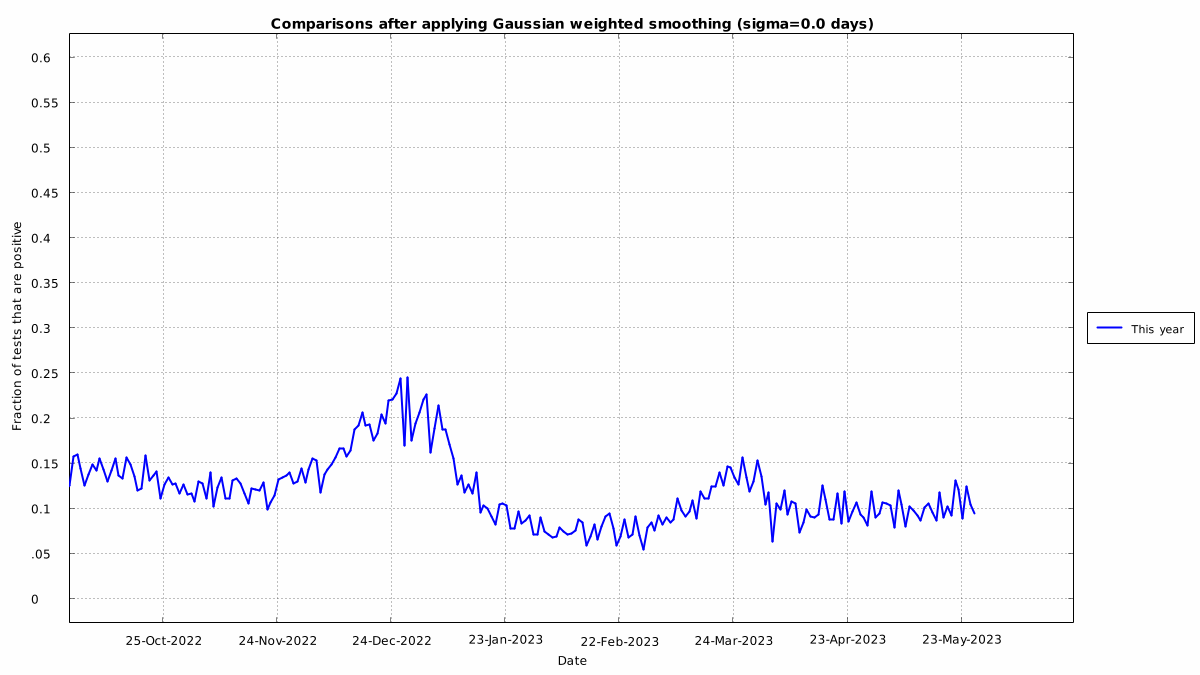 Comparisons after applying Gaussian weighted smoothing (sigma=0.0 days)
0.6
0.55
0.5
0.45
0.4
0.35
0.3
0.25
0.2
0.15
0.1
.05
0
Fraction of tests that are positive
This year
25-Oct-2022
24-Nov-2022
24-Dec-2022
23-Jan-2023
22-Feb-2023
24-Mar-2023
23-Apr-2023
23-May-2023
Date